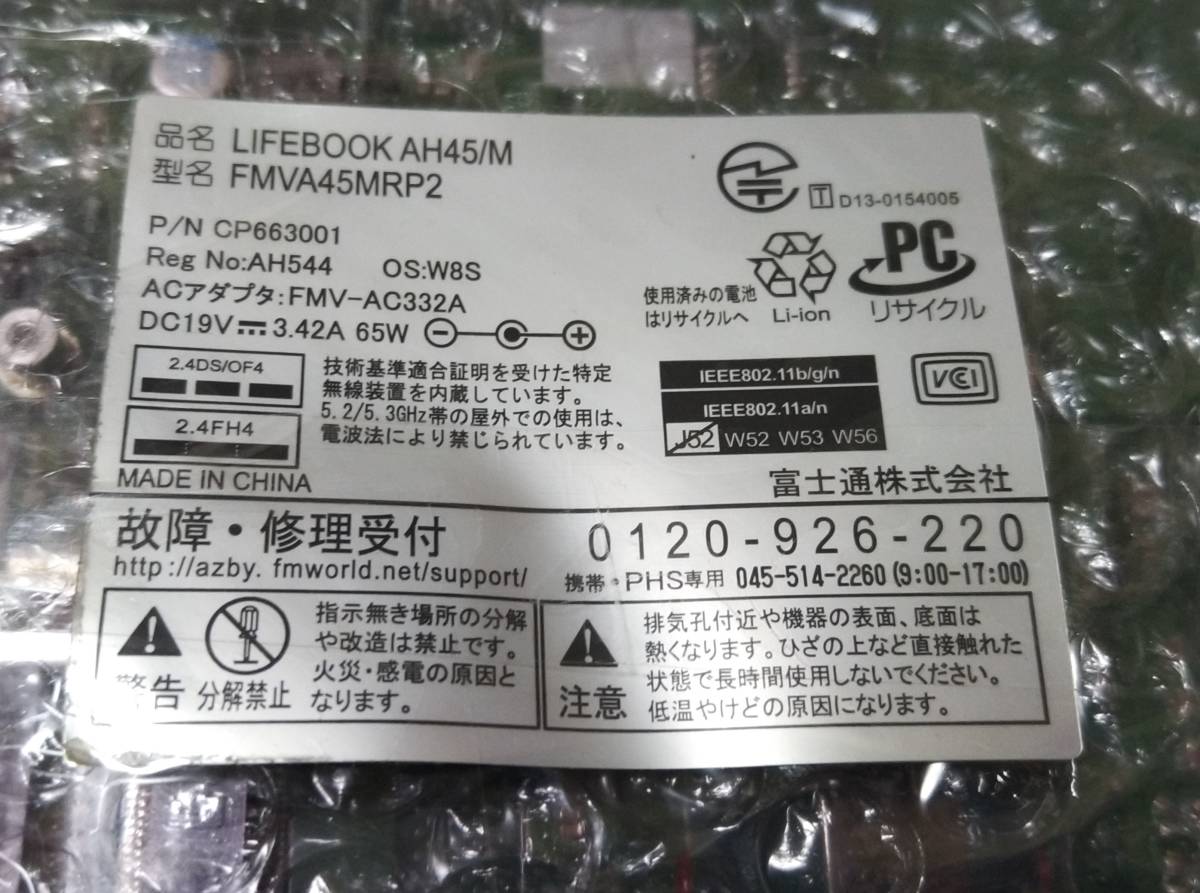 品名 LIFEBOOK AH45/M
型名 FMVA45MRP2
P/N CP663001
Reg No:AH544 OS:W8S
ACアダプタ:FMV-AC332A
DC19V 3.42A 65W
T D13-0154005
使用済みの電池
はリサイクルへ
Li-ion
PC
リサイクル
2.4DS/OF4
2.4FH4
技術基準適合証明を受けた特定
無線装置を内蔵しています。
5.2/5.3GHz帯の屋外での使用は、
電波法により禁じられています。
IEEE802.11b/g/n
IEEE802.11a/n
J52 W52 W53 W56
VCCI
MADE IN CHINA
富士通株式会社
故障・修理受付
http://azby.fmworld.net/support/
0120-926-220
携帯・PHS専用 045-514-2260 (9:00-17:00)
警告
分解禁止
指示無き場所の分解
や改造は禁止です。
火災・感電の原因と
なります。
注意
排気孔付近や機器の表面、底面は
熱くなります。ひざの上など直接触れた
状態で長時間使用しないでください。
低温やけどの原因になります。